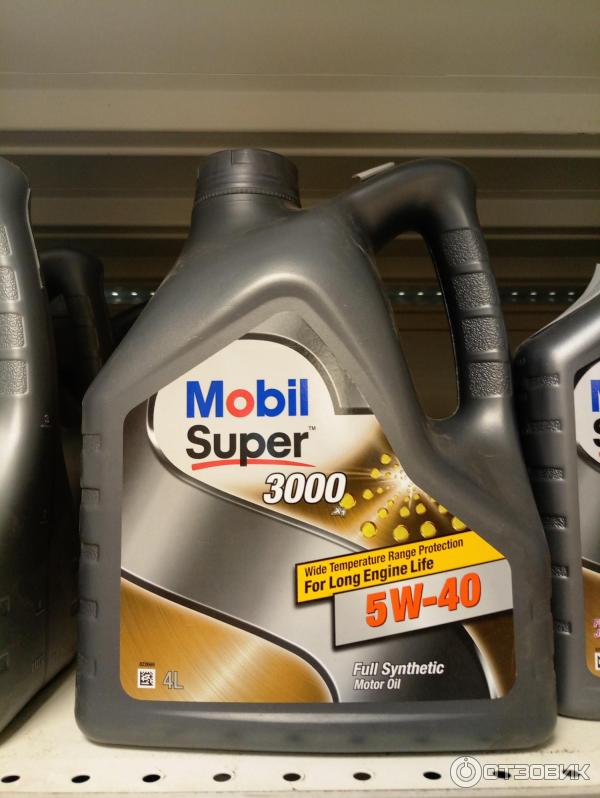 Mobil
Super™
3000
X1
Wide Temperature Range Protection
For Long Engine Life
5W-40
Full Synthetic
Motor Oil
4L
ОТЗОВИК